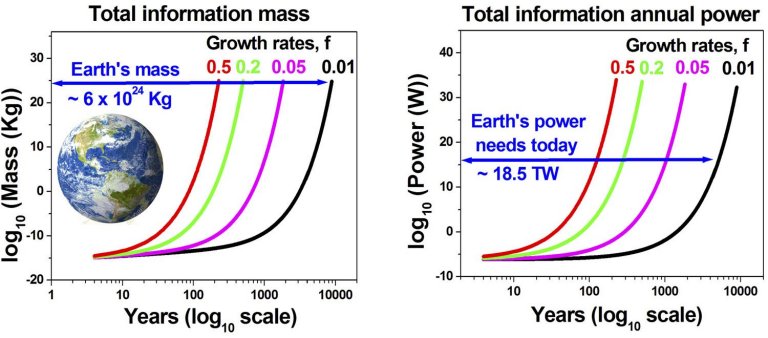 Total information mass
Growth rates, f
0.5 0.2 0.05 0.01
Earth's mass
~ 6 x 10²⁴ Kg
log₁₀ (Mass (Kg))
30
20
10
0
-10
-20
1 10 100 1000 10000
Years (log₁₀ scale)
Total information annual power
Growth rates, f
0.5 0.2 0.05 0.01
Earth's power
needs today
~ 18.5 TW
log₁₀ (Power (W))
40
30
20
10
0
-10
10 100 1000 10000
Years (log₁₀ scale)